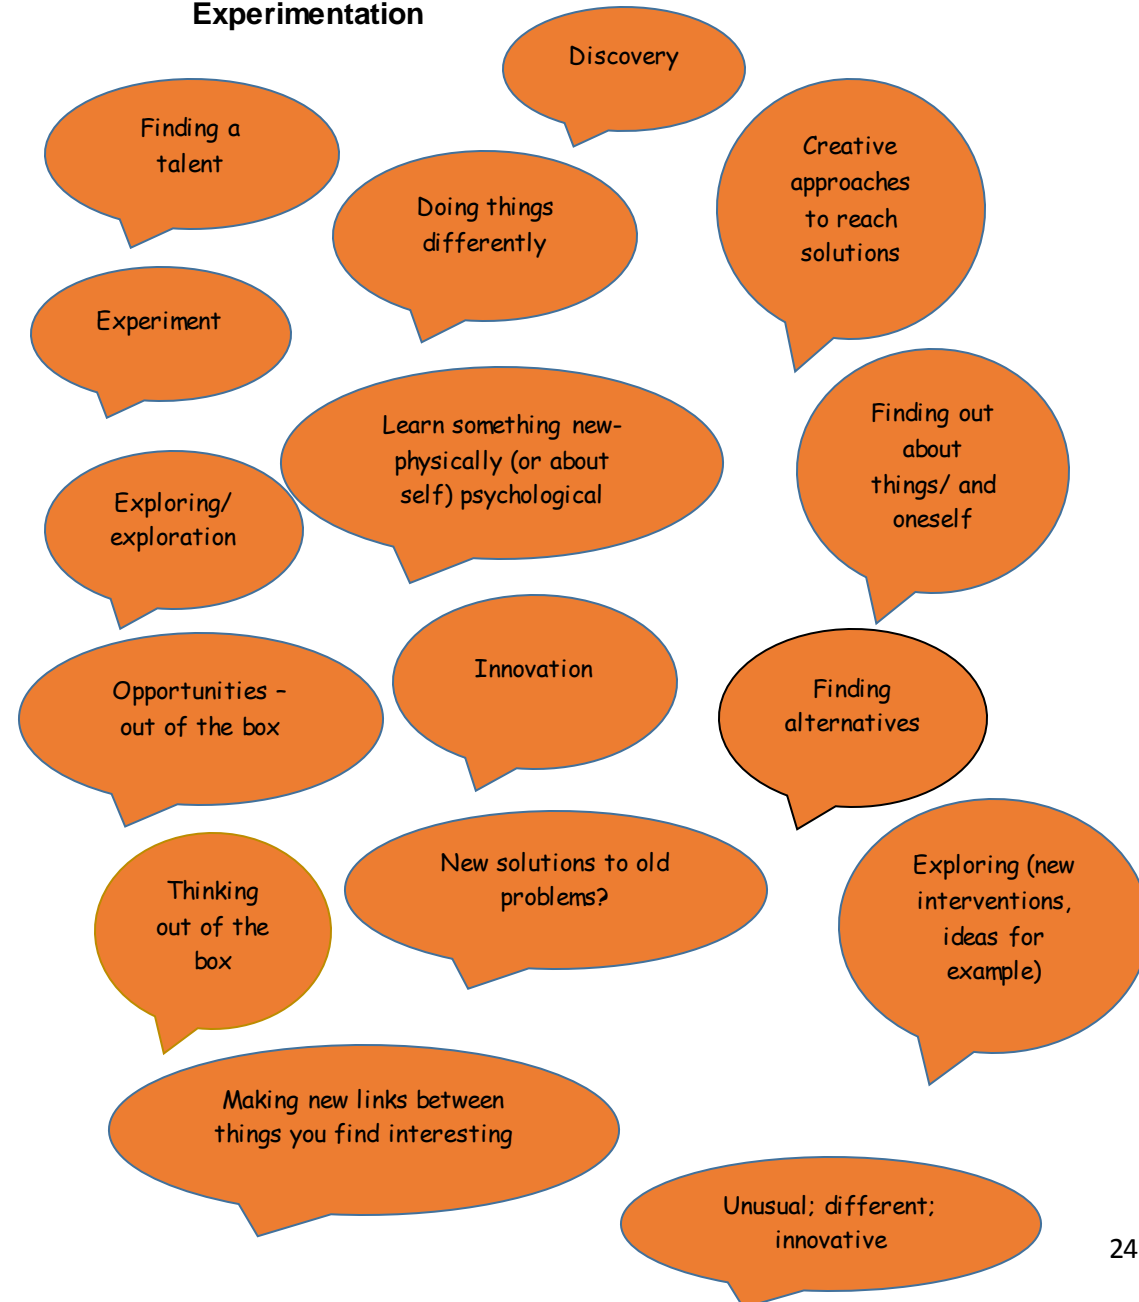 Experimentation
Discovery
Finding a
talent
Creative
approaches
to reach
solutions
Doing things
differently
Experiment
Learn something new-
physically (or about
self) psychological
Finding out
about
things/ and
oneself
Exploring/
exploration
Innovation
Opportunities –
out of the box
Finding
alternatives
New solutions to old
problems?
Exploring (new
interventions,
ideas for
example)
Thinking
out of the
box
Making new links between
things you find interesting
Unusual; different;
innovative
24